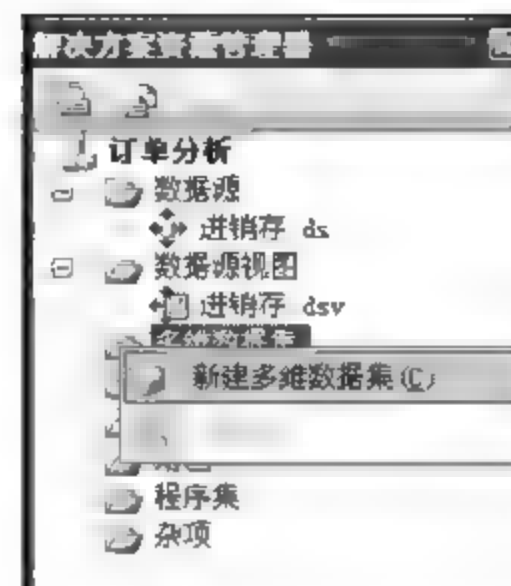 解决方案资源管理器
订单分析
数据源
进销存 ds
数据源视图
进销存 dsv
多维数据集
新建多维数据集(C)
角色
程序集
杂项